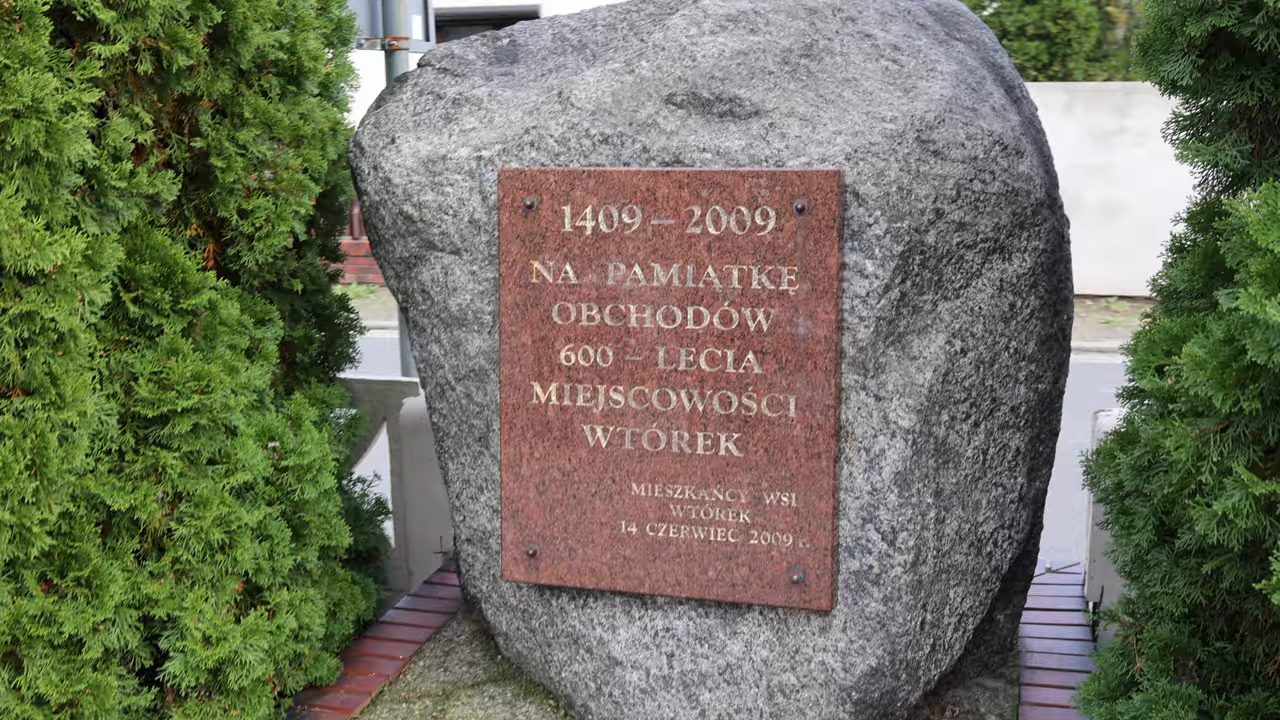 1409 – 2009
NA PAMIĄTKĘ
OBCHODÓW
600 – LECIA
MIEJSCOWOŚCI
WTÓREK
MIESZKAŃCY WSI
WTÓREK
14 CZERWIEC 2009 r.